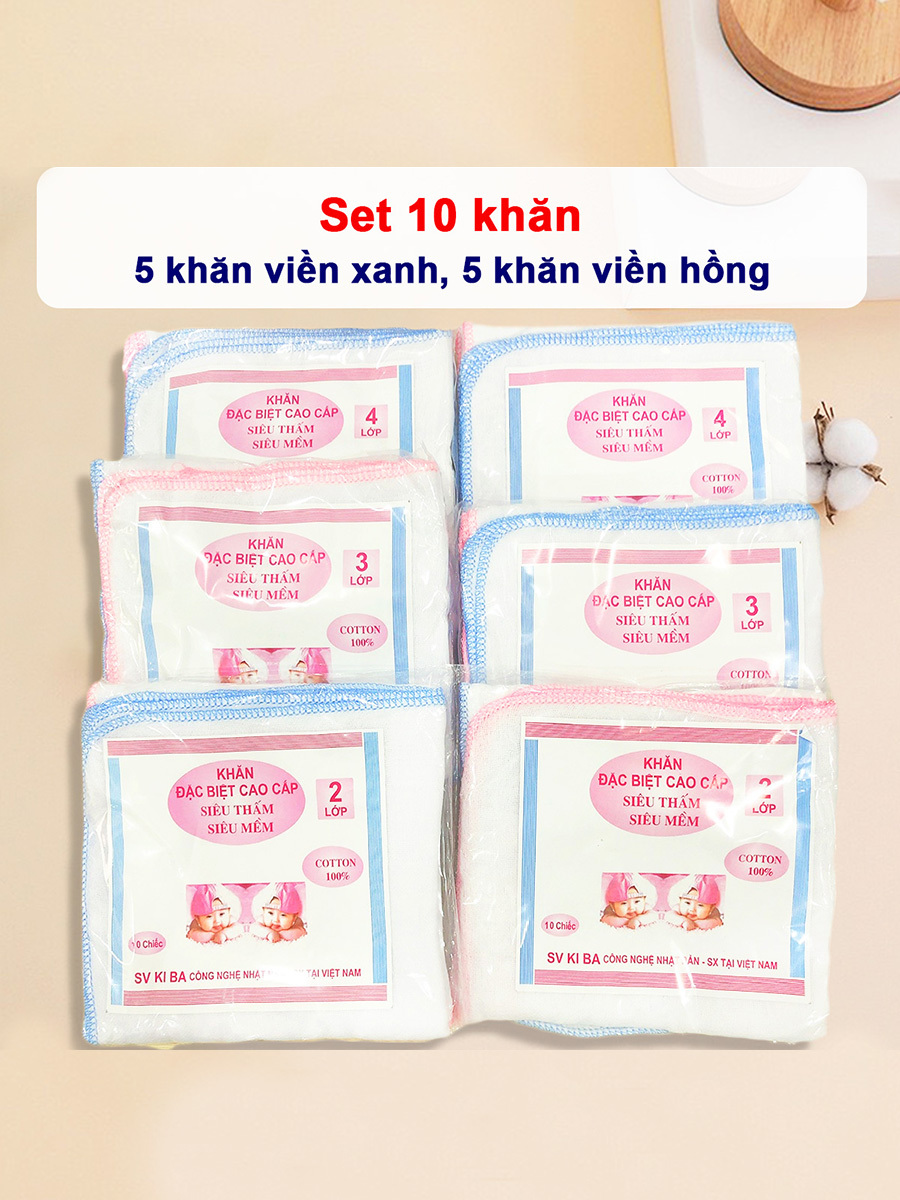 Set 10 khăn
5 khăn viền xanh, 5 khăn viền hồng
KHĂN
ĐẶC BIỆT CAO CẤP
SIÊU THẤM
SIÊU MỀM
4
LỚP
KHĂN
ĐẶC BIỆT CAO CẤP
SIÊU THẤM
SIÊU MỀM
4
LỚP
COTTON
100%
KHĂN
ĐẶC BIỆT CAO CẤP
SIÊU THẤM
SIÊU MỀM
3
LỚP
COTTON
100%
KHĂN
ĐẶC BIỆT CAO CẤP
SIÊU THẤM
SIÊU MỀM
3
LỚP
COTTON
100%
KHĂN
ĐẶC BIỆT CAO CẤP
SIÊU THẤM
SIÊU MỀM
2
LỚP
COTTON
100%
10 Chiếc
SV KI BA CÔNG NGHỆ NHẬT TẠI VIỆT NAM
KHĂN
ĐẶC BIỆT CAO CẤP
SIÊU THẤM
SIÊU MỀM
2
LỚP
COTTON
100%
10 Chiếc
SV KI BA CÔNG NGHỆ NHẬT BẢN - SX TẠI VIỆT NAM